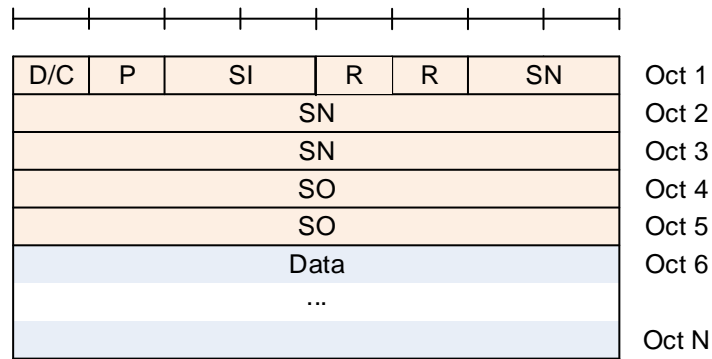 D/C P SI R R SN Oct 1
SN Oct 2
SN Oct 3
SO Oct 4
SO Oct 5
Data Oct 6
...
Oct N